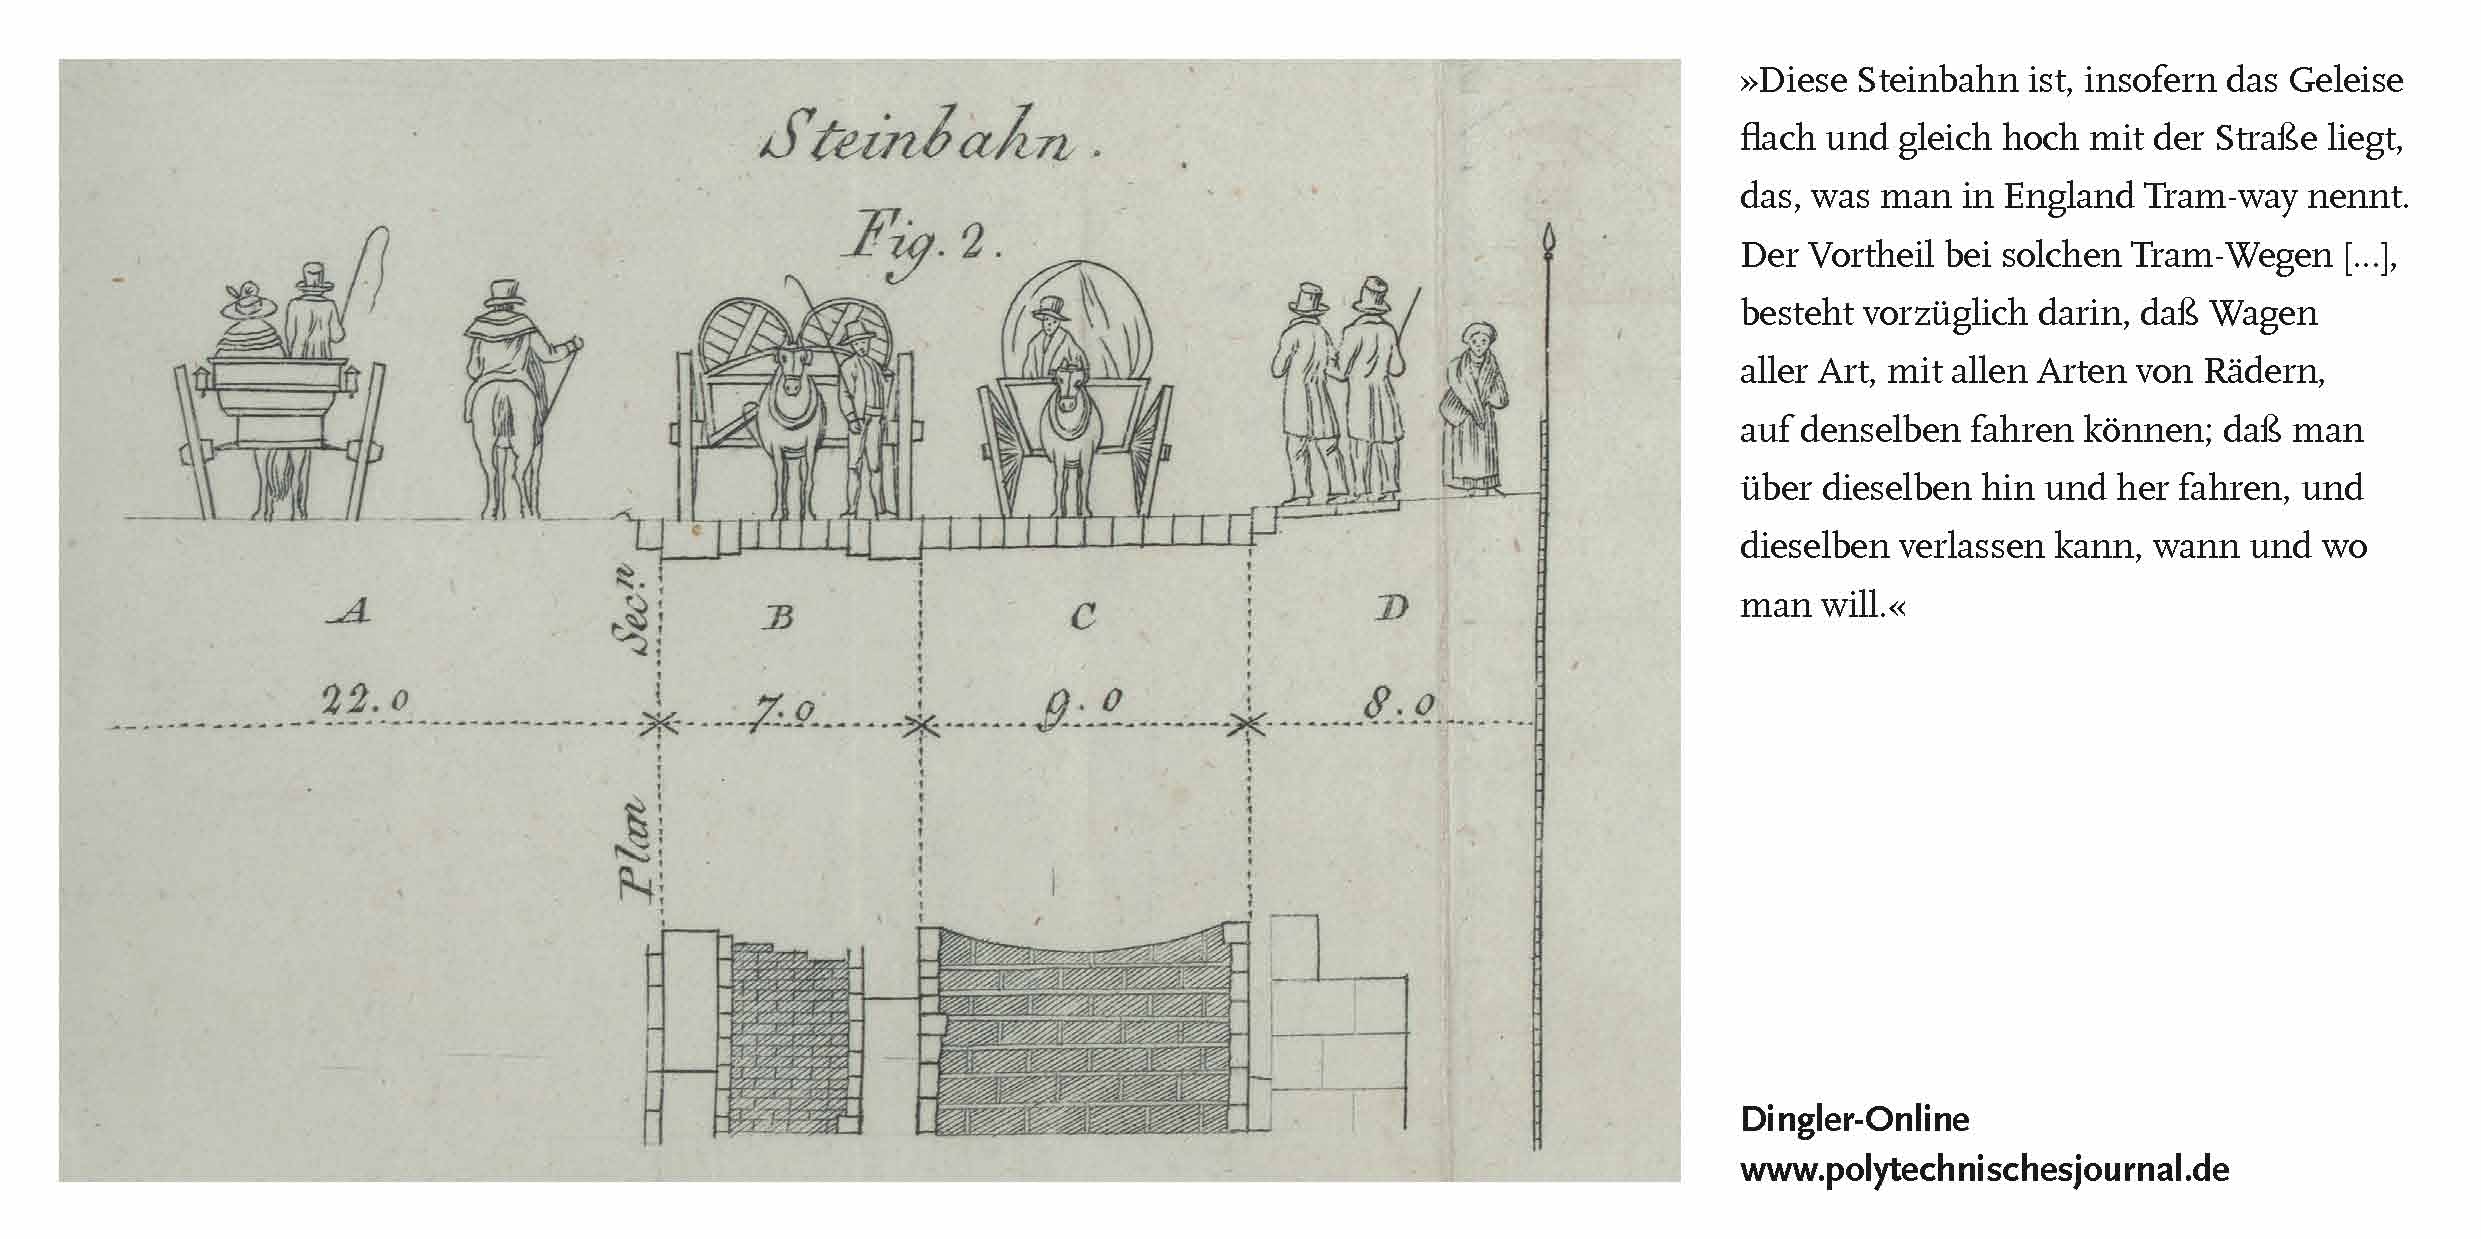 Steinbahn.
Fig. 2.
A
Sec.n
B
C
D
22.0
7.0
9.0
8.0
Plan
»Diese Steinbahn ist, insofern das Geleise
flach und gleich hoch mit der Straße liegt,
das, was man in England Tram-way nennt.
Der Vortheil bei solchen Tram-Wegen [...],
besteht vorzüglich darin, daß Wagen
aller Art, mit allen Arten von Rädern,
auf denselben fahren können; daß man
über dieselben hin und her fahren, und
dieselben verlassen kann, wann und wo
man will.«
Dingler-Online
www.polytechnischesjournal.de